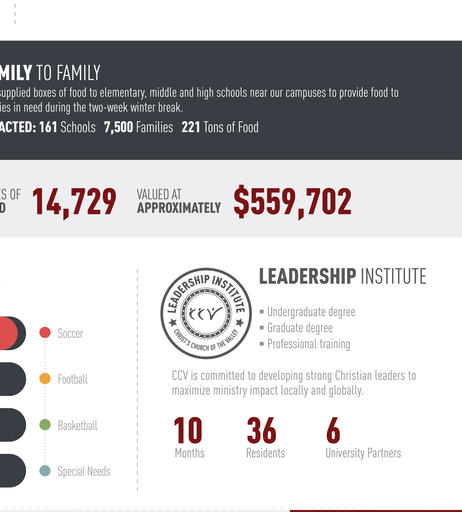 MILY TO FAMILY
supplied boxes of food to elementary, middle and high schools near our campuses to provide food to
ies in need during the two-week winter break.
ACTED: 161 Schools 7,500 Families 221 Tons of Food
ES OF
D
14,729
VALUED AT
APPROXIMATELY
$559,702
Soccer
Football
Basketball
Special Needs
LEADERSHIP INSTITUTE
CCV
CHRIST'S CHURCH OF THE VALLEY
LEADERSHIP INSTITUTE
• Undergraduate degree
• Graduate degree
• Professional training
CCV is committed to developing strong Christian leaders to
maximize ministry impact locally and globally.
10
Months
36
Residents
6
University Partners